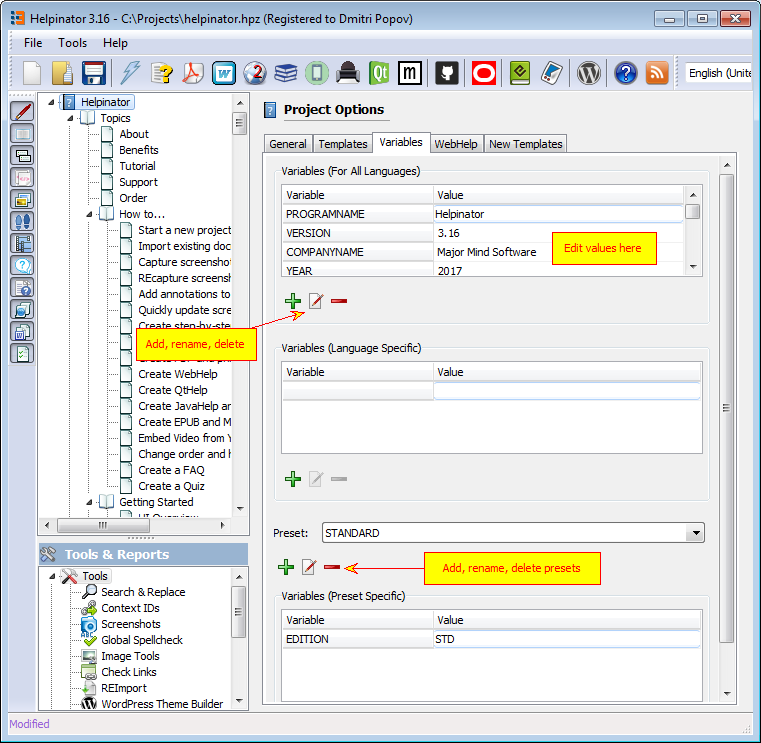 Helpinator 3.16 - C:\Projects\helpinator.hpz (Registered to Dmitri Popov)
File Tools Help
W
2
Qt
m
English (Unite
Helpinator
Topics
About
Benefits
Tutorial
Support
Order
How to...
Start a new project
Import existing doc
Capture screenshot
REcapture screensh
Add annotations to
Quickly update scre
Create step-by-ste
Create WebHelp
Create QtHelp
Create JavaHelp an
Create EPUB and M
Embed Video from Y
Change order and h
Create a FAQ
Create a Quiz
Getting Started
UI Overview
Tools & Reports
Tools
Search & Replace
Context IDs
Screenshots
Global Spellcheck
Image Tools
Check Links
REImport
WordPress Theme Builder
Project Options
General Templates Variables WebHelp New Templates
Variables (For All Languages)
Variable Value
PROGRAMNAME Helpinator
VERSION 3.16
COMPANYNAME Major Mind Software
YEAR 2017
Edit values here
Add, rename, delete
Variables (Language Specific)
Variable Value
Preset: STANDARD
Add, rename, delete presets
Variables (Preset Specific)
Variable Value
EDITION STD
Modified